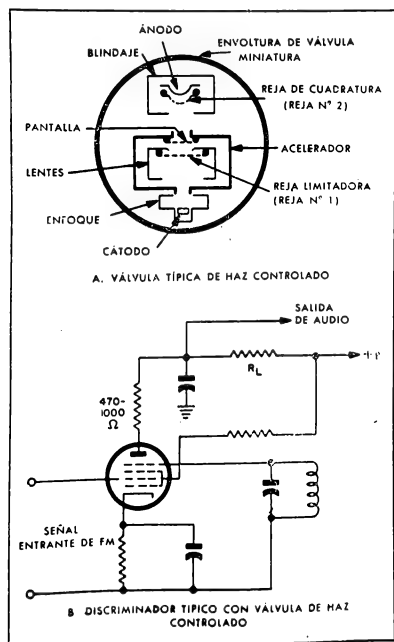 ÁNODO
BLINDAJE
ENVOLTURA DE VÁLVULA
MINIATURA
REJA DE CUADRATURA
(REJA Nº 2)
PANTALLA
ACELERADOR
LENTES
REJA LIMITADORA
(REJA Nº 1)
ENFOQUE
CÁTODO
A. VÁLVULA TÍPICA DE HAZ CONTROLADO
SALIDA
DE AUDIO
R_L
470-
1000
Ω
SEÑAL
ENTRANTE DE FM
B DISCRIMINADOR TIPICO CON VÁLVULA DE HAZ
CONTROLADO